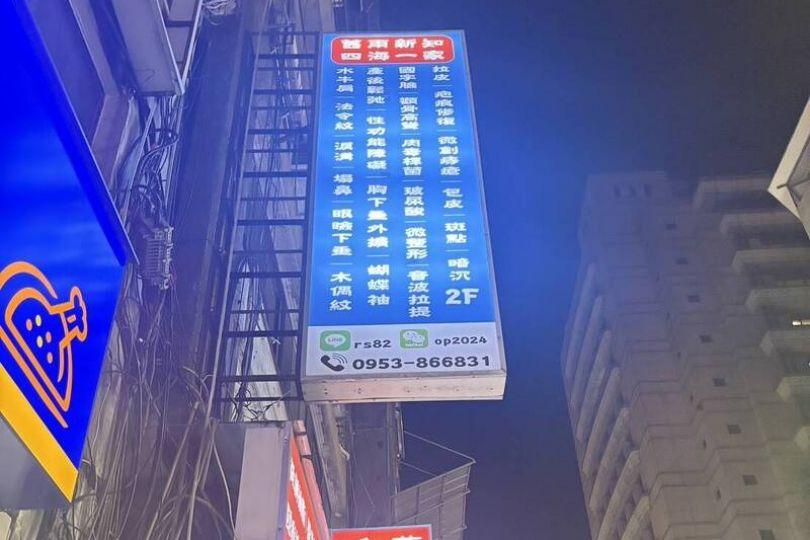 舊雨新知
四海一家
拉皮 疤痕修復 微創痔瘡 包皮 斑點 暗沉 2F
國字臉 顴骨高聳 肉毒桿菌 玻尿酸 微整形 音波拉提
產後鬆弛 性功能障礙 胸下垂外擴 蝴蝶袖
水牛肩 法令紋 淚溝 塌鼻 眼瞼下垂 木偶紋
LINE rs82 op2024
0953-866831